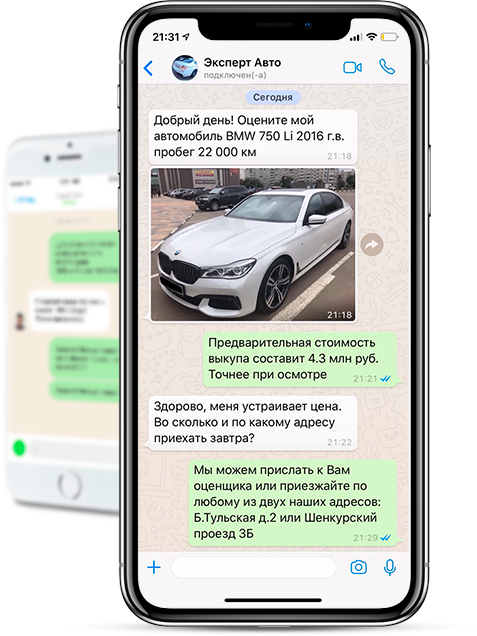 21:31
Эксперт Авто
подключен(-а)
Сегодня
Добрый день! Оцените мой
автомобиль BMW 750 Li 2016 г.в.
пробег 22 000 км
21:18
21:18
Предварительная стоимость
выкупа составит 4.3 млн руб.
Точнее при осмотре
21:21
Здорово, меня устраивает цена.
Во сколько и по какому адресу
приехать завтра?
21:22
Мы можем прислать к Вам
оценщика или приезжайте по
любому из двух наших адресов:
Б.Тульская д.2 или Шенкурский
проезд 3Б
21:29